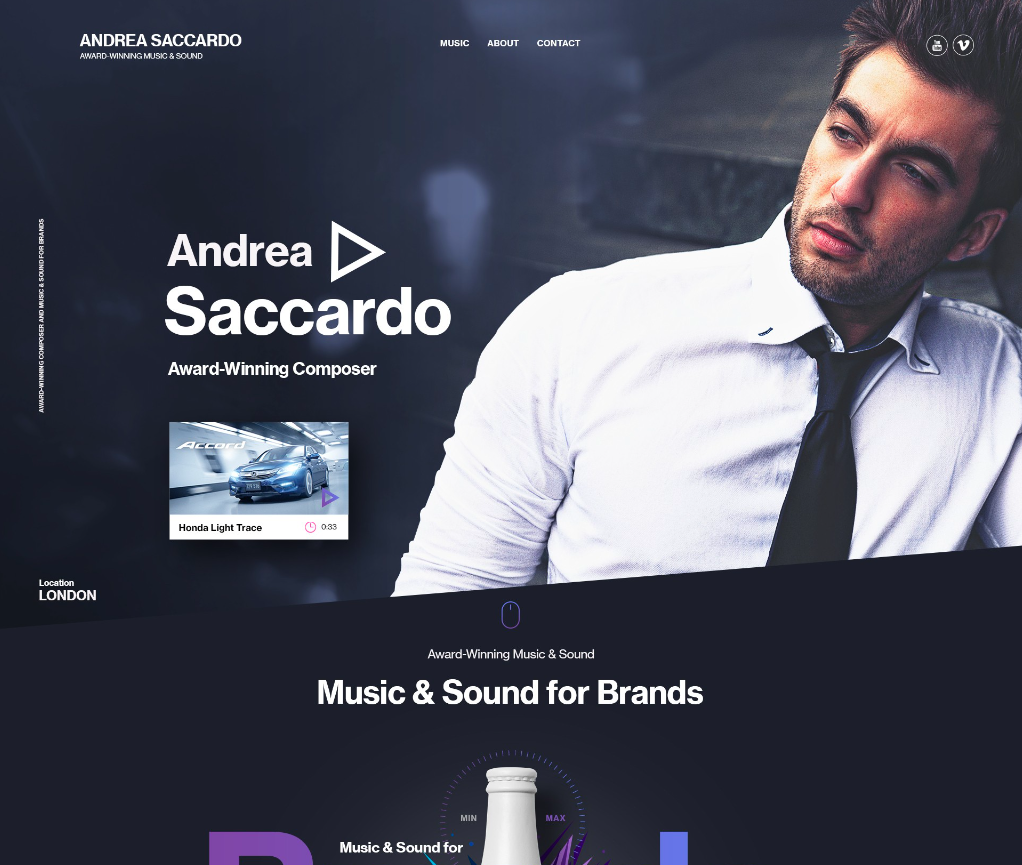 ANDREA SACCARDO
AWARD-WINNING MUSIC & SOUND
MUSIC ABOUT CONTACT
You Tube
AWARD-WINNING COMPOSER AND MUSIC & SOUND FOR BRANDS
Andrea
Saccardo
Award-Winning Composer
Accord
Honda Light Trace 0:33
Location
LONDON
Award-Winning Music & Sound
Music & Sound for Brands
MIN MAX
Music & Sound for